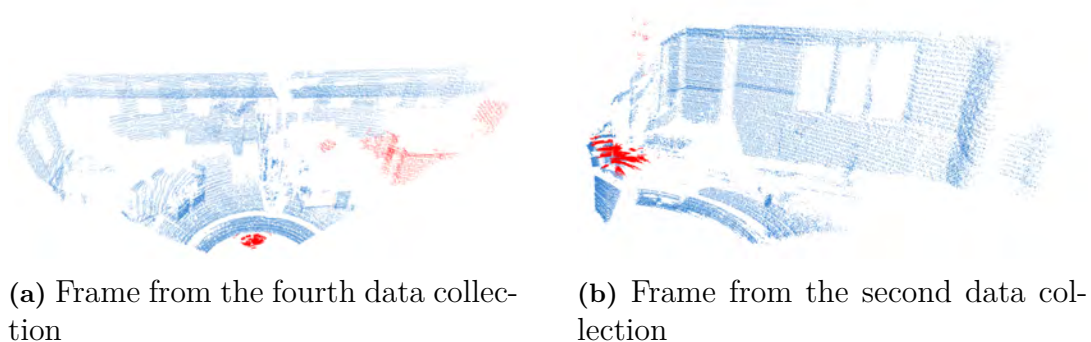 (a) Frame from the fourth data collec-
tion
(b) Frame from the second data col-
lection